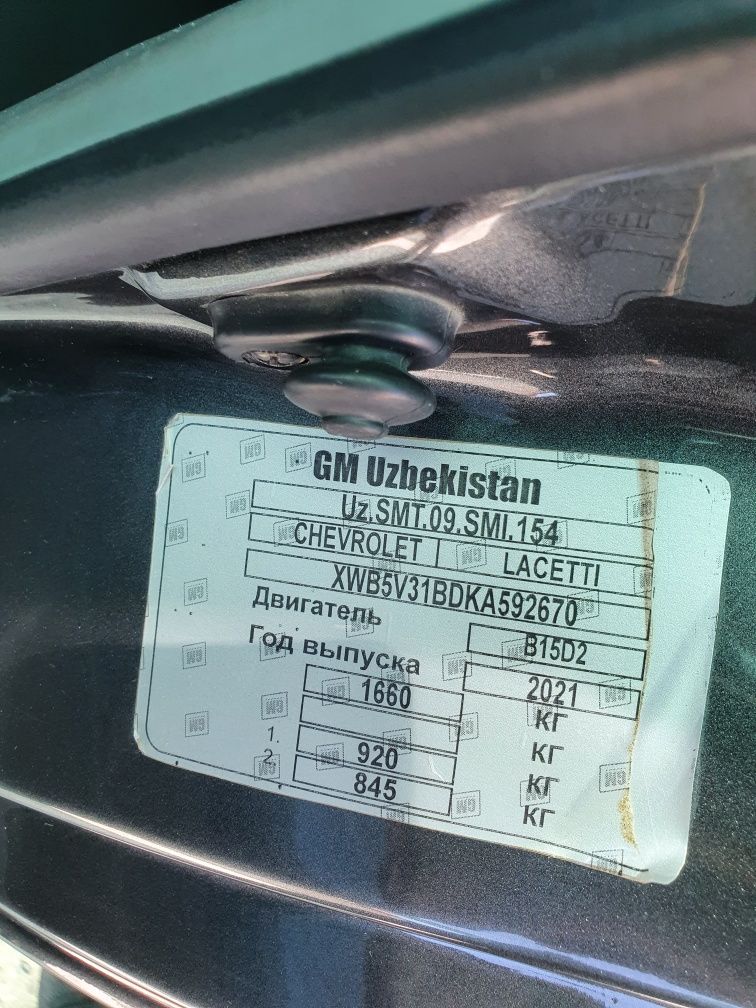 GM Uzbekistan
Uz.SMT.09.SMI.154
CHEVROLET LACETTI
XWB5V31BDKA592670
Двигатель B15D2
Год выпуска 2021
1660 КГ
КГ
1. 920 КГ
2. 845 КГ